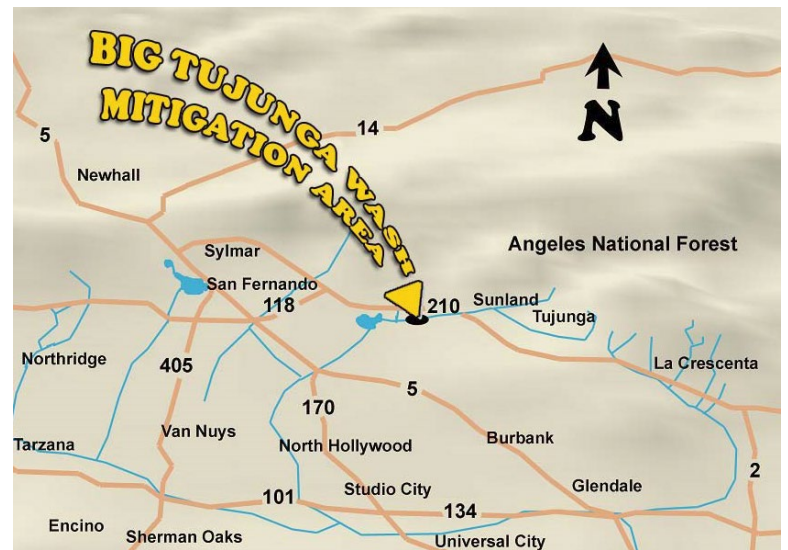 BIG TUJUNGA WASH
MITIGATION AREA
N
5
14
Newhall
Angeles National Forest
Sylmar
San Fernando
118
210
Sunland
Tujunga
Northridge
405
La Crescenta
5
170
Van Nuys
North Hollywood
Burbank
Tarzana
2
101
Studio City
134
Glendale
Encino
Sherman Oaks
Universal City